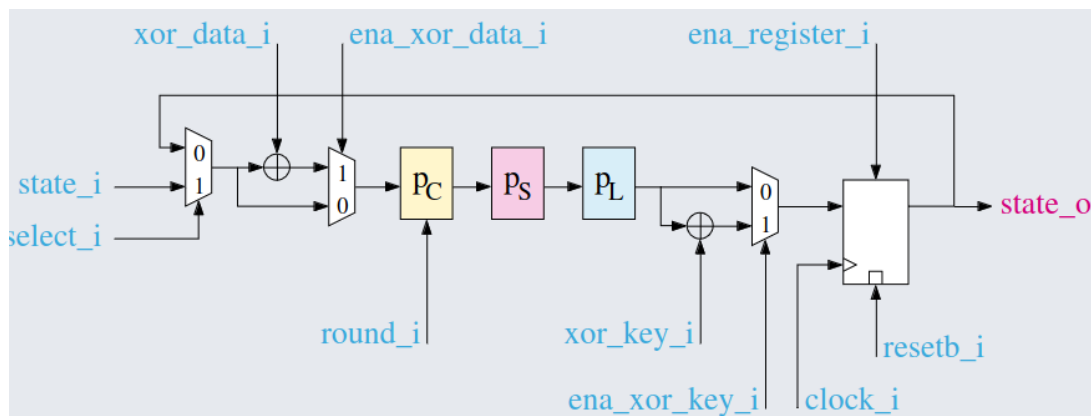 xor_data_i
ena_xor_data_i
ena_register_i
0
1
1
0
p_C
p_S
p_L
0
1
state_i
select_i
state_o
round_i
xor_key_i
resetb_i
ena_xor_key_i
clock_i